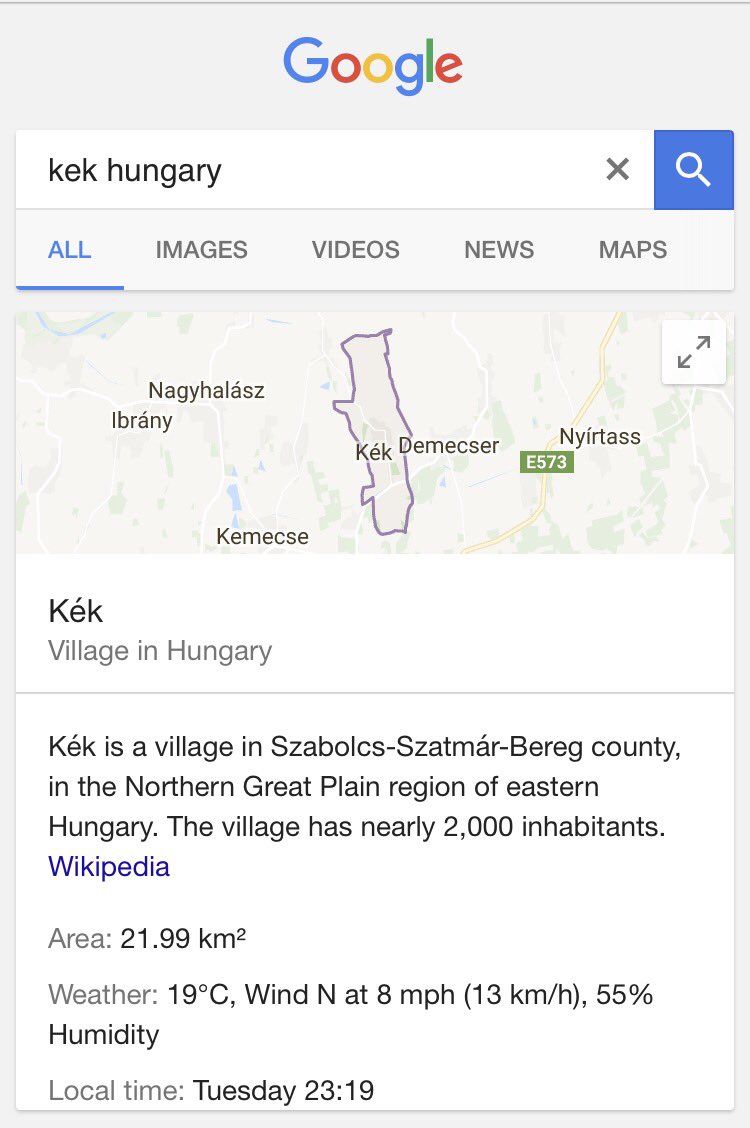 Google
kek hungary
ALL IMAGES VIDEOS NEWS MAPS
Nagyhalász
Ibrány
Kék Demecser
Nyírtass
E573
Kemecse
Kék
Village in Hungary
Kék is a village in Szabolcs-Szatmár-Bereg county,
in the Northern Great Plain region of eastern
Hungary. The village has nearly 2,000 inhabitants.
Wikipedia
Area: 21.99 km²
Weather: 19°C, Wind N at 8 mph (13 km/h), 55%
Humidity
Local time: Tuesday 23:19